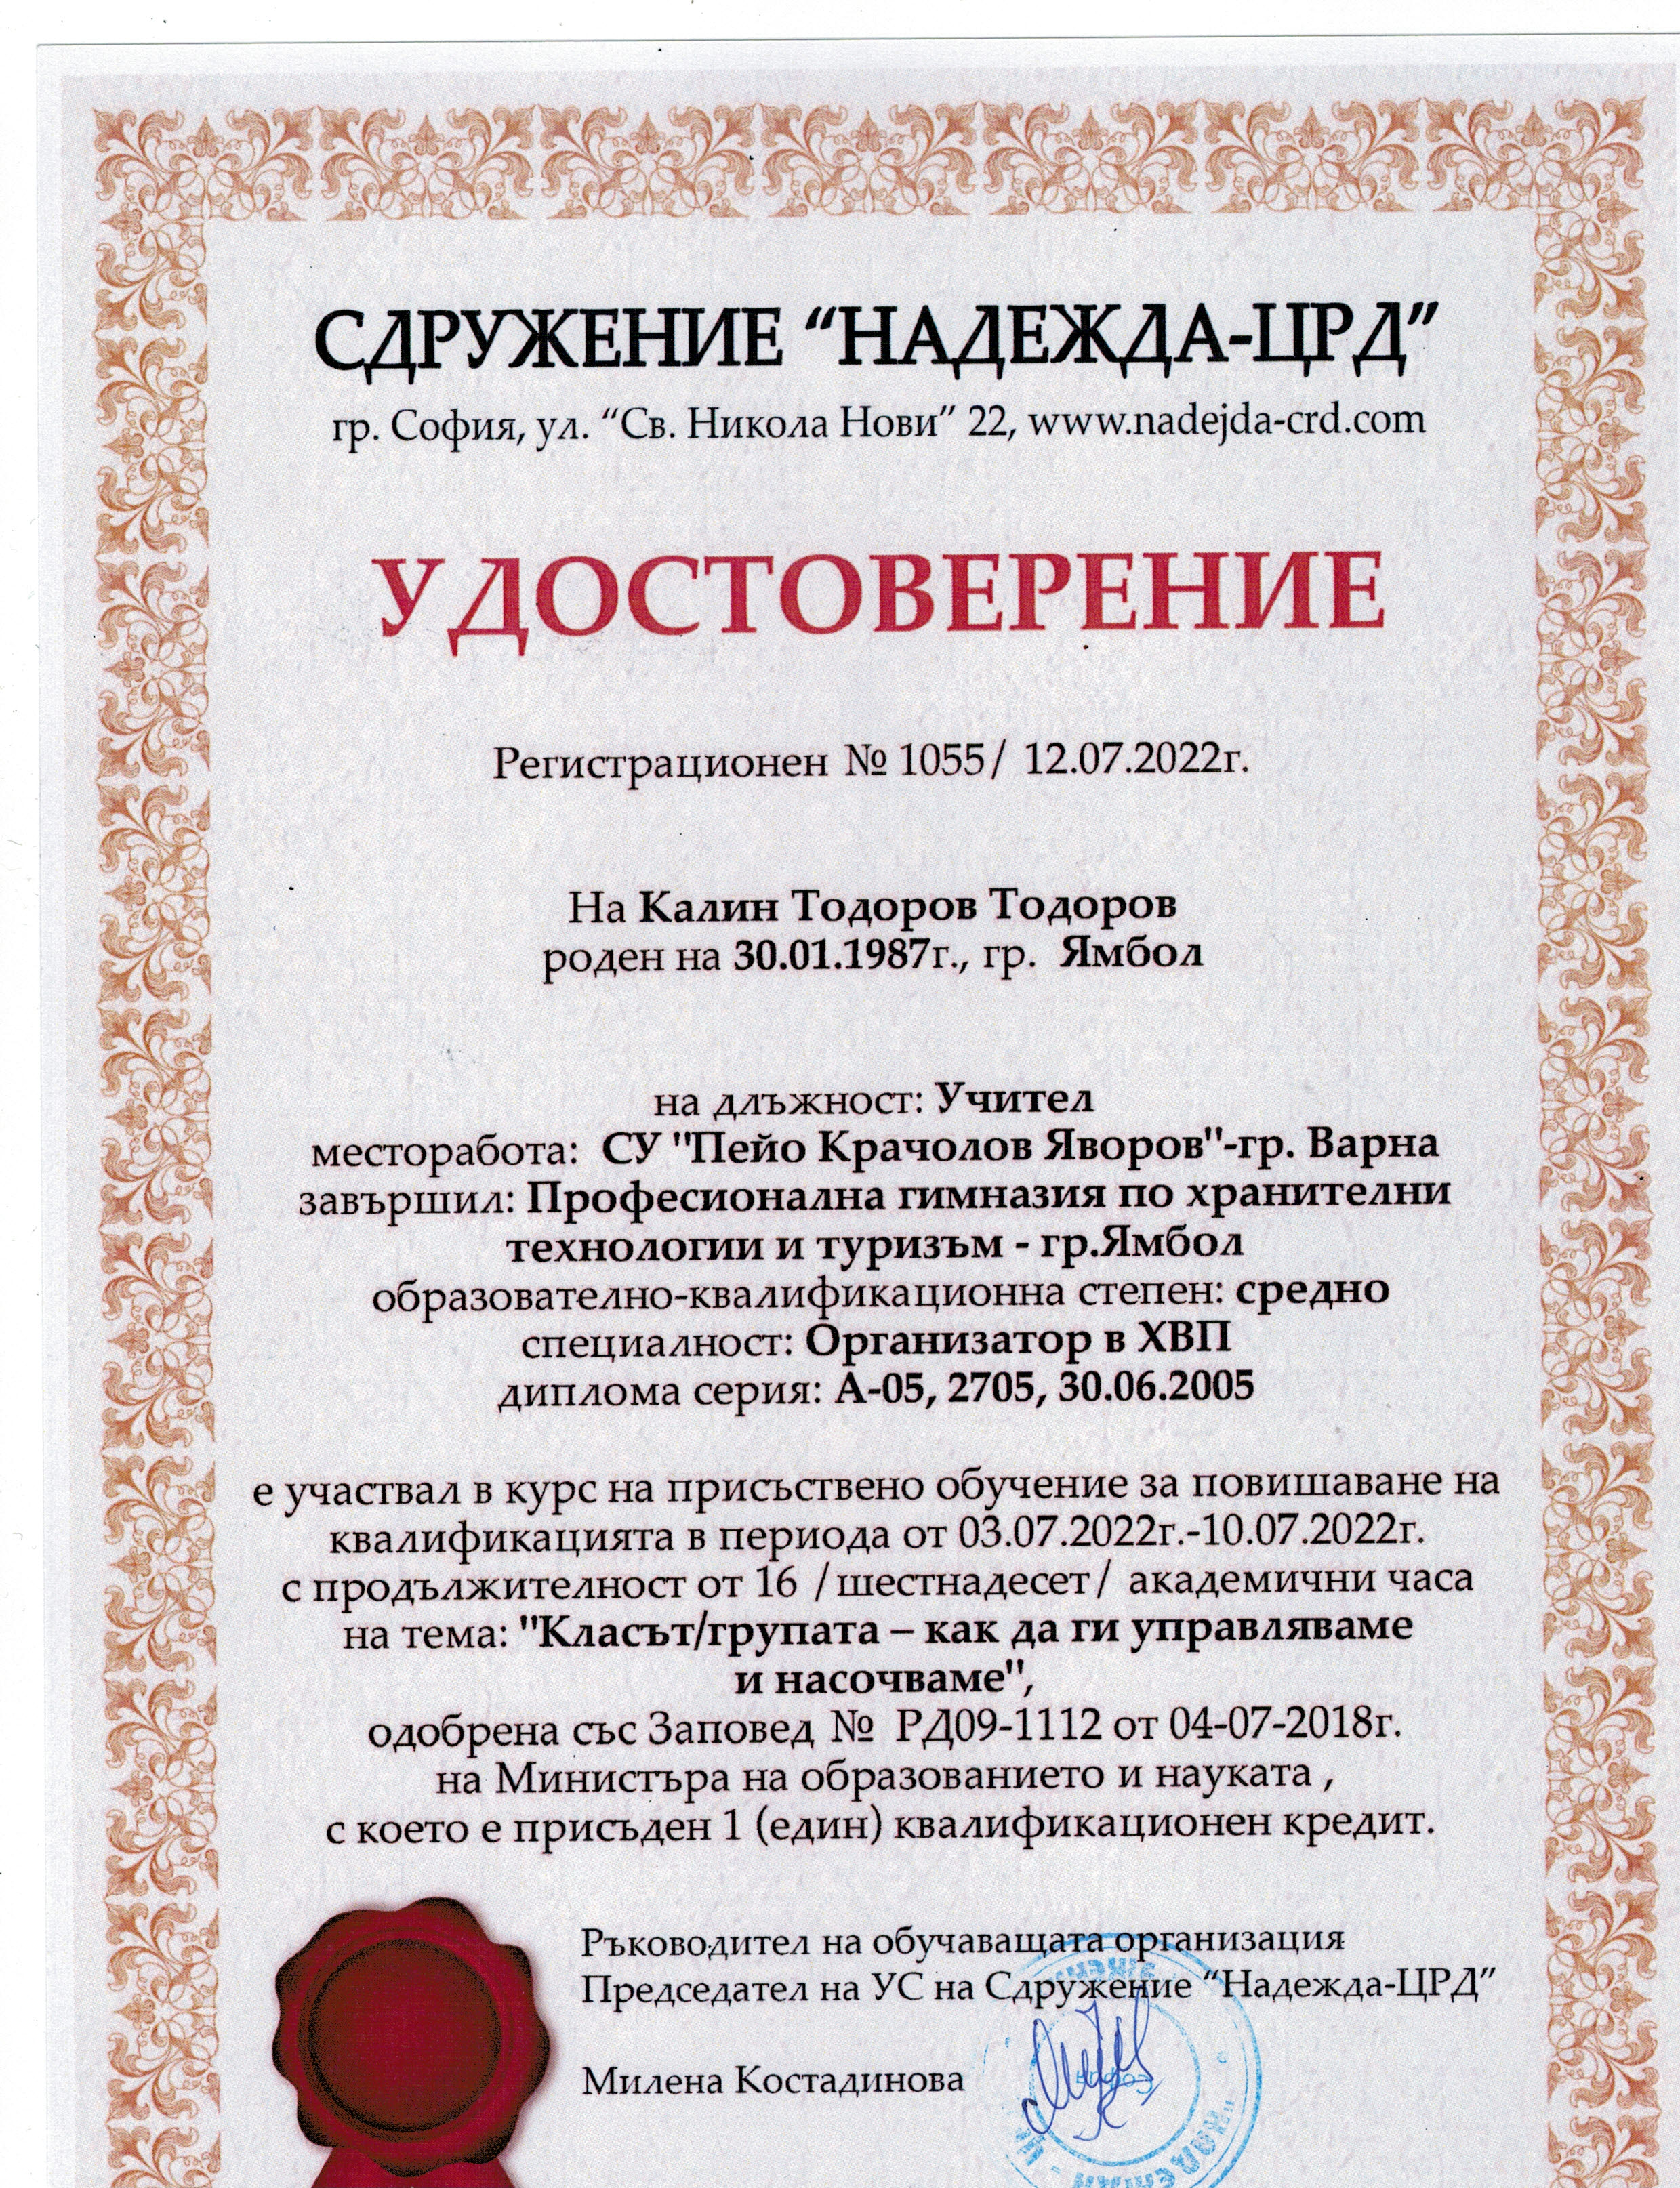 СДРУЖЕНИЕ “НАДЕЖДА-ЦРД”
гр. София, ул. “Св. Никола Нови” 22, www.nadejda-crd.com
УДОСТОВЕРЕНИЕ
Регистрационен № 1055/ 12.07.2022г.
На Калин Тодоров Тодоров
роден на 30.01.1987г., гр. Ямбол
на длъжност: Учител
месторабота: СУ "Пейо Крачолов Яворов"-гр. Варна
завършил: Професионална гимназия по хранителни
технологии и туризъм - гр.Ямбол
образователно-квалификационна степен: средно
специалност: Организатор в ХВП
диплома серия: А-05, 2705, 30.06.2005
е участвал в курс на присъствено обучение за повишаване на
квалификацията в периода от 03.07.2022г.-10.07.2022г.
с продължителност от 16 /шестнадесет/ академични часа
на тема: "Класът/групата – как да ги управляваме
и насочваме",
одобрена със Заповед № РД09-1112 от 04-07-2018г.
на Министъра на образованието и науката ,
с което е присъден 1 (един) квалификационен кредит.
Ръководител на обучаващата организация
Председател на УС на Сдружение “Надежда-ЦРД”
Милена Костадинова